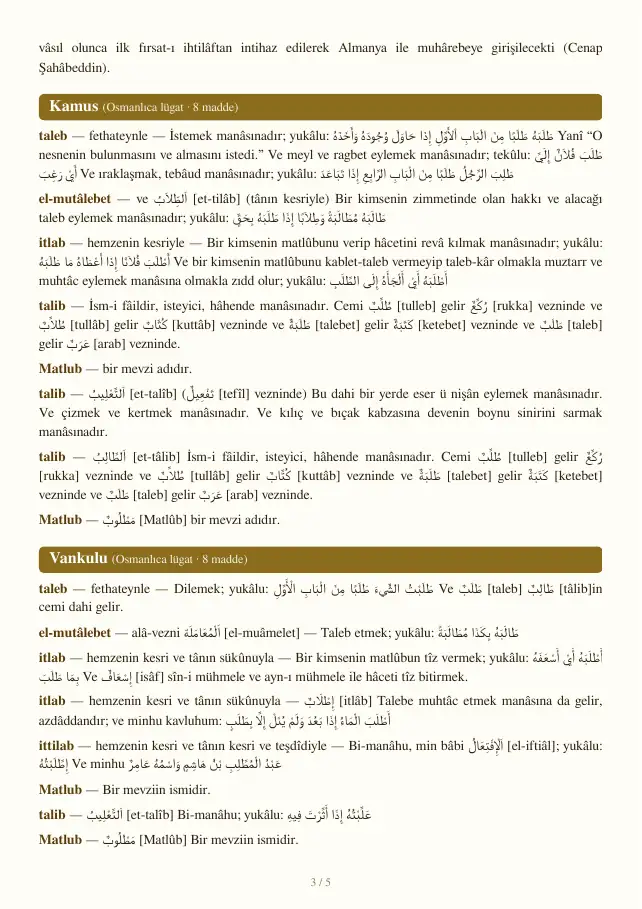 vâsıl olunca ilk fırsat-ı ihtilâftan intihaz edilerek Almanya ile muhârebeye girişilecekti (Cenap
Şahâbeddin).
Kamus (Osmanlıca lügat · 8 madde)
taleb — fethateynle — İstemek manâsınadır; yukâlu: طَلَبَهُ طَلَبًا مِنَ الْبَابِ الْأَوَّلِ إِذَا حَاوَلَ وُجُودَهُ وَأَخْذَهُ Yanî “O
nesnenin bulunmasını ve almasını istedi.” Ve meyl ve ragbet eylemek manâsınadır; tekûlu: طَلَبَ فُلَانٌ إِلَيَّ
أَيْ رَغِبَ Ve ıraklaşmak, tebâud manâsınadır; yukâlu: طَلِبَ الرَّجُلُ طَلَبًا مِنَ الْبَابِ الرَّابِعِ إِذَا تَبَاعَدَ
el-mutâlebet — ve اَلطِّلَابُ [et-tilâb] (tânın kesriyle) Bir kimsenin zimmetinde olan hakkı ve alacağı
taleb eylemek manâsınadır; yukâlu: طَالَبَهُ مُطَالَبَةً وَطِلَابًا إِذَا طَلَبَهُ بِحَقٍّ
itlab — hemzenin kesriyle — Bir kimsenin matlûbunu verip hâcetini revâ kılmak manâsınadır; yukâlu:
أَطْلَبَ فُلَانًا إِذَا أَعْطَاهُ مَا طَلَبَهُ Ve bir kimsenin matlûbunu kablet-taleb vermeyip taleb-kâr olmakla muztarr ve
muhtâc eylemek manâsına olmakla zıdd olur; yukâlu: أَطْلَبَهُ أَيْ أَلْجَأَهُ إِلَى الطَّلَبِ
talib — İsm-i fâildir, isteyici, hâhende manâsınadır. Cemi طُلَّبٌ [tulleb] gelir رُكَّعٌ [rukka] vezninde ve
طُلَّابٌ [tullâb] gelir كُتَّابٌ [kuttâb] vezninde ve طَلَبَةٌ [talebet] gelir كَتَبَةٌ [ketebet] vezninde ve طَلَبٌ [taleb]
gelir عَرَبٌ [arab] vezninde.
Matlub — bir mevzi adıdır.
talib — اَلتَّعْلِيبُ [et-talîb] (تَفْعِيلٌ [tefîl] vezninde) Bu dahi bir yerde eser ü nişân eylemek manâsınadır.
Ve çizmek ve kertmek manâsınadır. Ve kılıç ve bıçak kabzasına devenin boynu sinirini sarmak
manâsınadır.
talib — اَلطَّالِبُ [et-tâlib] İsm-i fâildir, isteyici, hâhende manâsınadır. Cemi طُلَّبٌ [tulleb] gelir رُكَّعٌ
[rukka] vezninde ve طُلَّابٌ [tullâb] gelir كُتَّابٌ [kuttâb] vezninde ve طَلَبَةٌ [talebet] gelir كَتَبَةٌ [ketebet]
vezninde ve طَلَبٌ [taleb] gelir عَرَبٌ [arab] vezninde.
Matlub — مَطْلُوبٌ [Matlûb] bir mevzi adıdır.
Vankulu (Osmanlıca lügat · 8 madde)
taleb — fethateynle — Dilemek; yukâlu: طَلَبْتُ الشَّيْءَ طَلَبًا مِنَ الْبَابِ الْأَوَّلِ Ve طَلَبٌ [taleb] طَالِبٌ [tâlib]in
cemi dahi gelir.
el-mutâlebet — alâ-vezni اَلْمُعَامَلَة [el-muâmelet] — Taleb etmek; yukâlu: طَالَبَهُ بِكَذَا مُطَالَبَةً
itlab — hemzenin kesri ve tânın sükûnuyla — Bir kimsenin matlûbun tîz vermek; yukâlu: أَطْلَبَهُ أَيْ أَسْعَفَهُ
بِمَا طَلَبَ Ve إِسْعَافٌ [isâf] sîn-i mühmele ve ayn-ı mühmele ile hâceti tîz bitirmek.
itlab — hemzenin kesri ve tânın sükûnuyla — إِطْلَابٌ [itlâb] Talebe muhtâc etmek manâsına da gelir,
azdâddandır; ve minhu kavluhum: أَطْلَبَ الْمَاءُ إِذَا بَعُدَ وَلَمْ يُنَلْ إِلَّا بِطَلَبٍ
ittilab — hemzenin kesri ve tânın kesri ve teşdîdiyle — Bi-manâhu, min bâbi اَلْإِفْتِعَالُ [el-iftiâl]; yukâlu:
إِطَّلَبْتُهُ Ve minhu عَبْدُ الْمُطَّلِبِ بْنُ هَاشِمٍ وَاسْمُهُ عَامِرٌ
Matlub — Bir mevziin ismidir.
talib — اَلتَّعْلِيبُ [et-talîb] Bi-manâhu; yukâlu: عَلَّبْتُهُ إِذَا أَثَّرْتَ فِيهِ
Matlub — مَطْلُوبٌ [Matlûb] Bir mevziin ismidir.
3 / 5